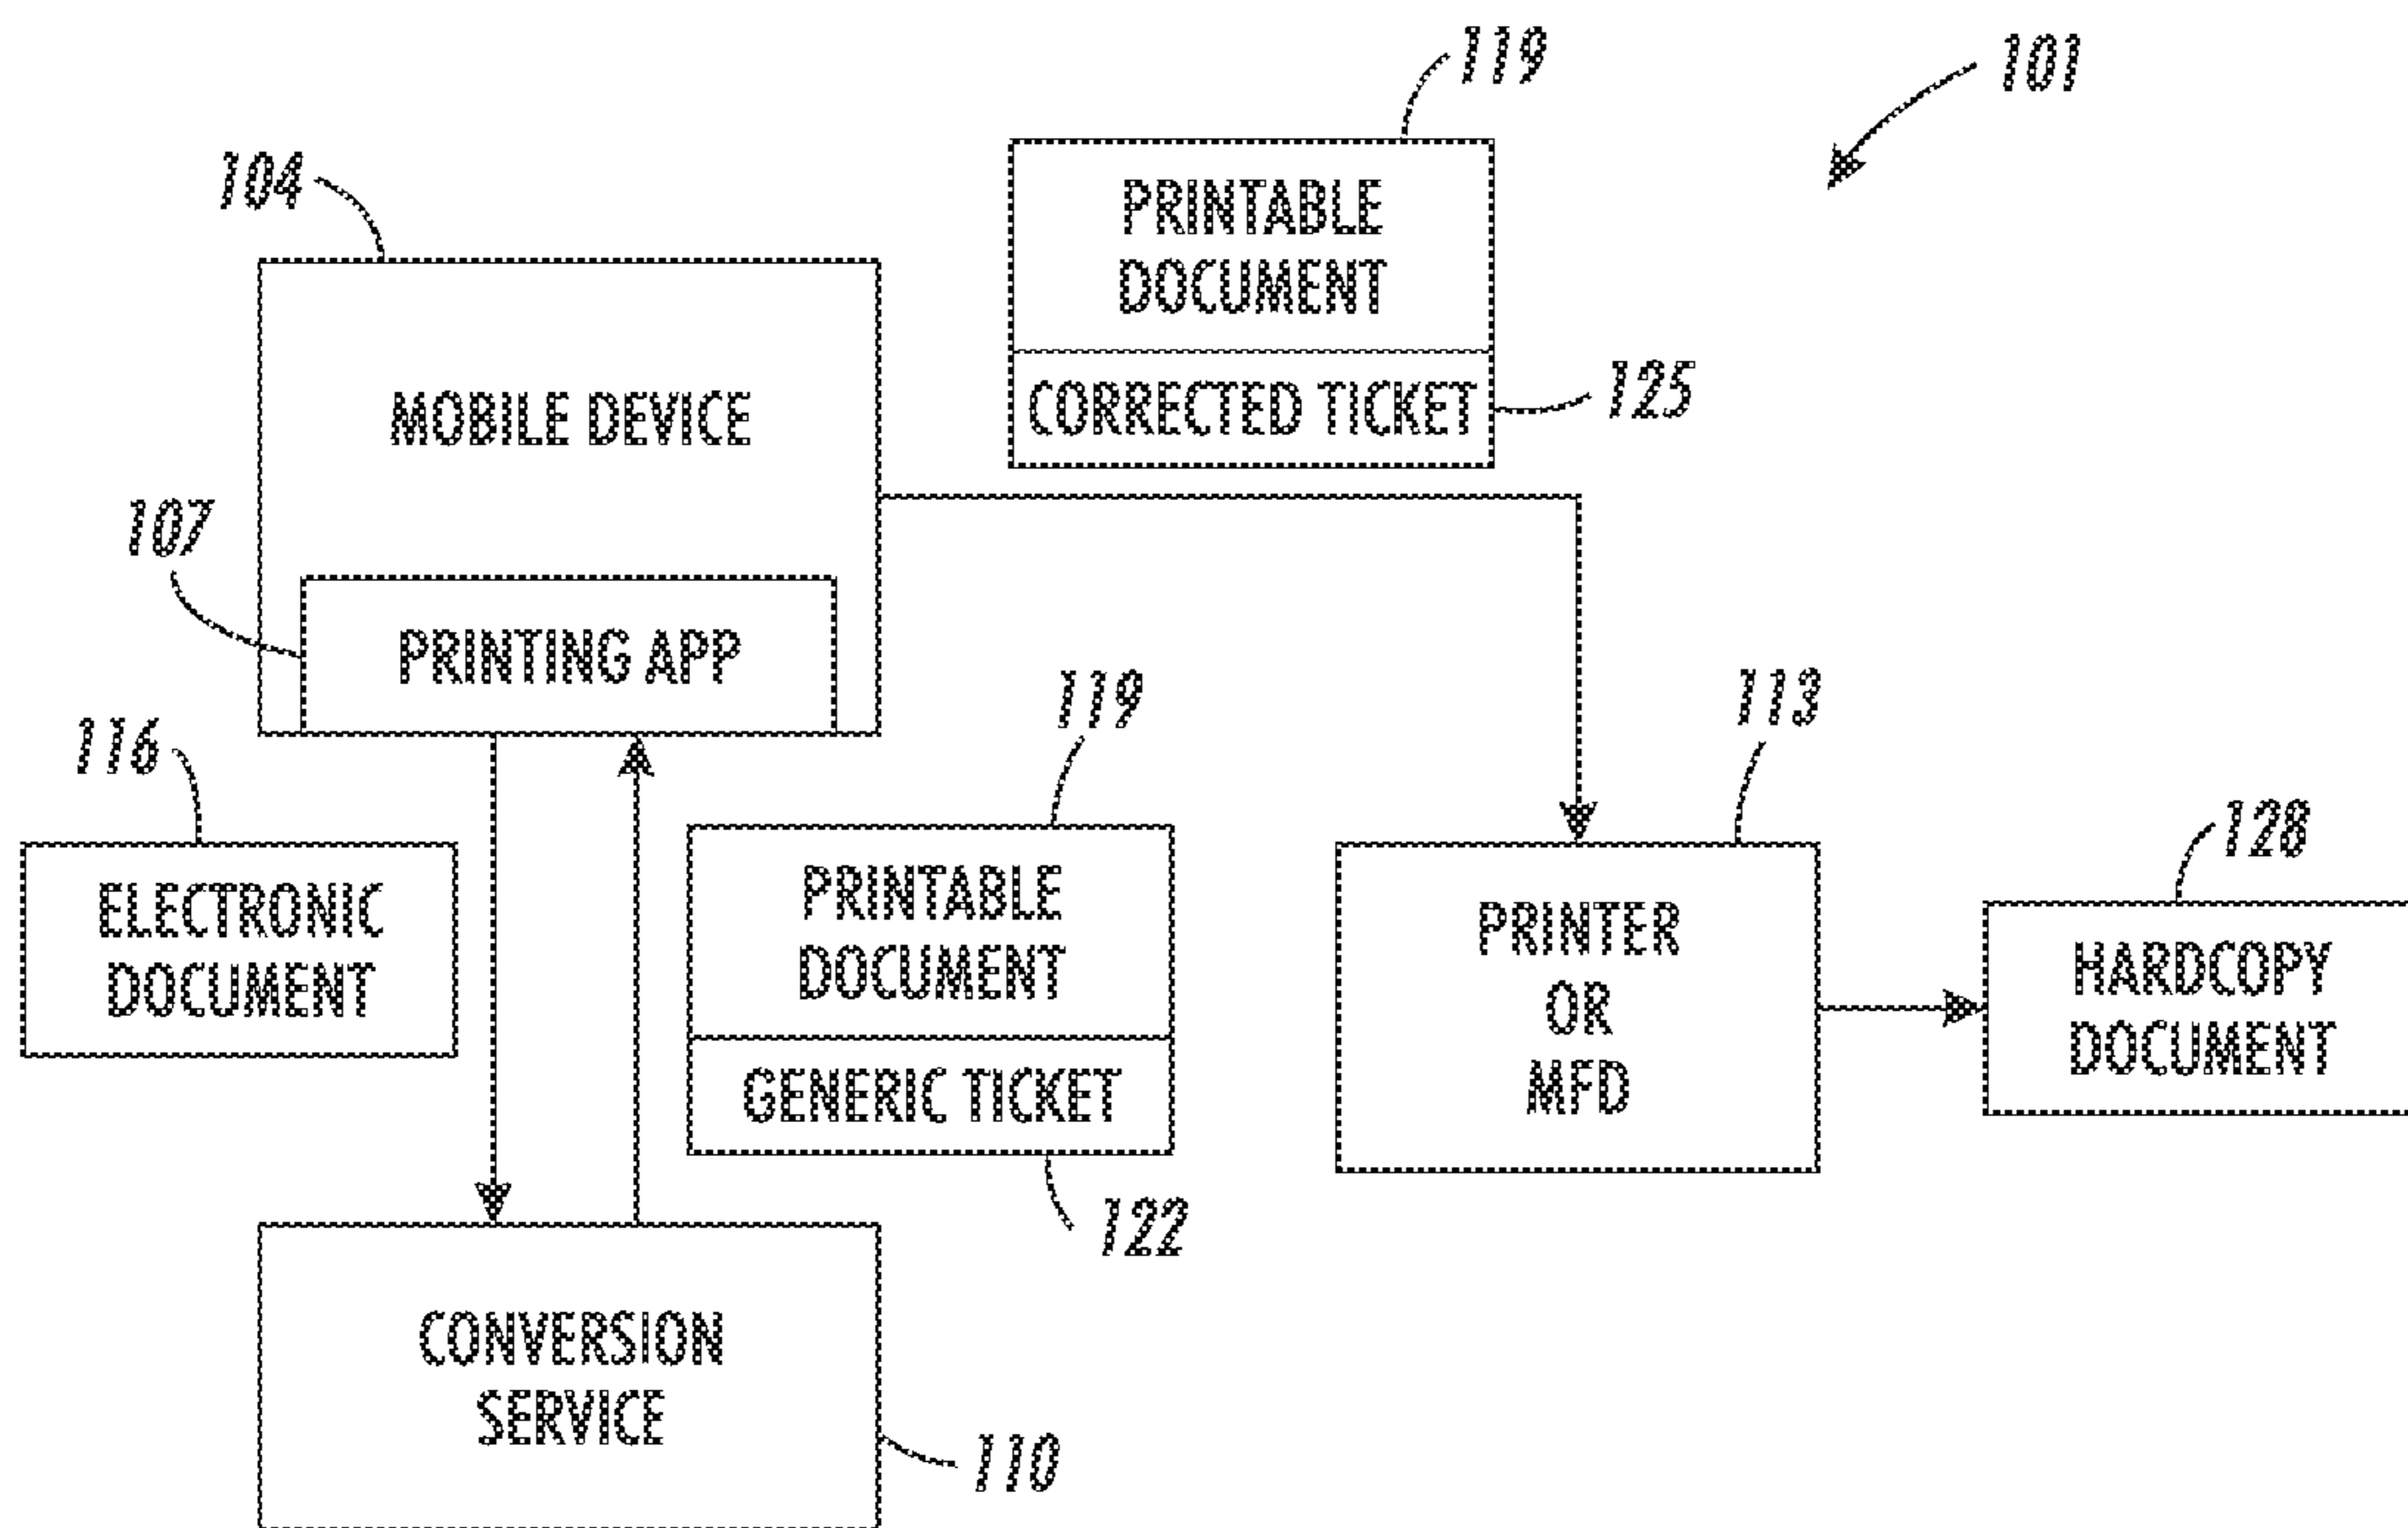 119
101
104
PRINTABLE
DOCUMENT
CORRECTED TICKET
125
MOBILE DEVICE
107
PRINTING APP
116
119
113
128
ELECTRONIC
DOCUMENT
PRINTABLE
DOCUMENT
GENERIC TICKET
122
PRINTER
OR
MFD
HARDCOPY
DOCUMENT
CONVERSION
SERVICE
110